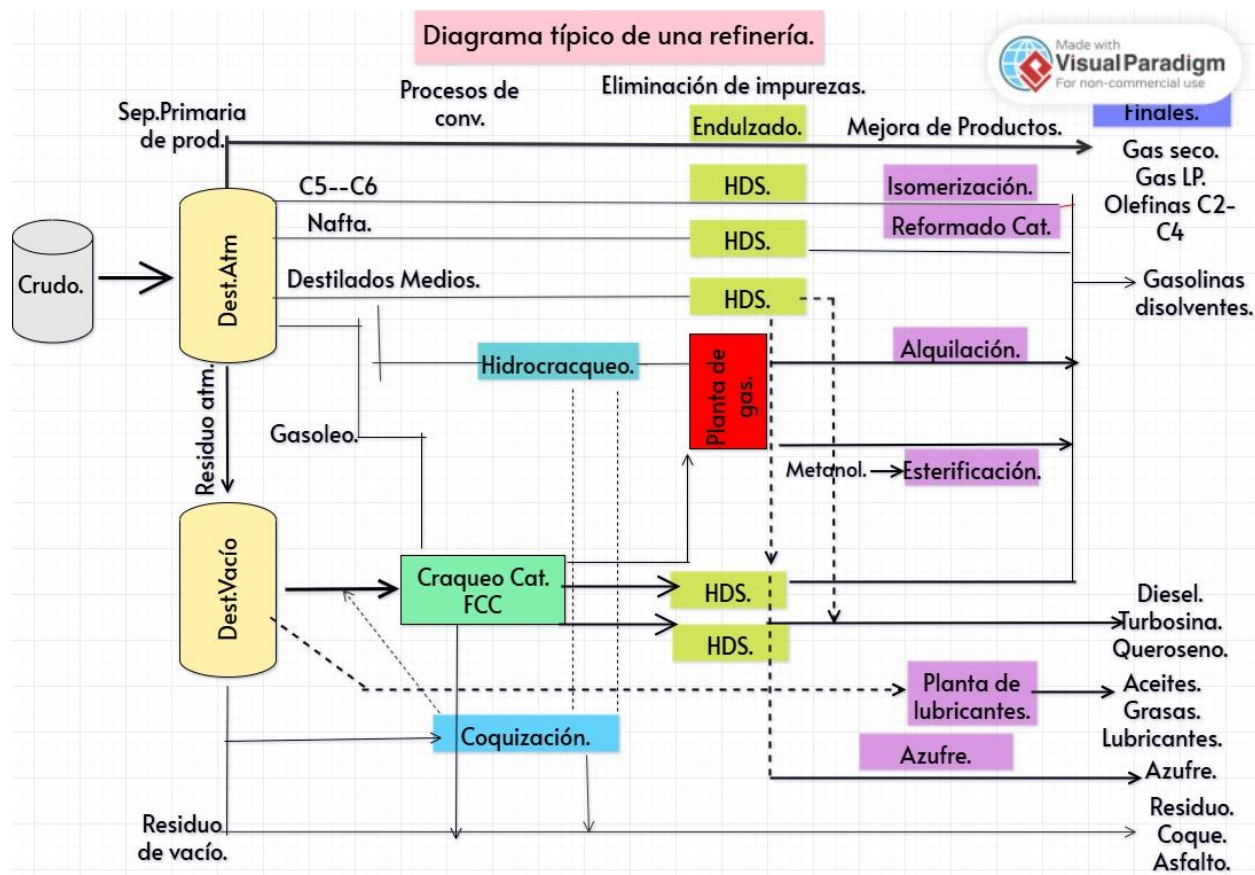 Diagrama típico de una refinería.
Made with
VisualParadigm
For non-commercial use
Sep.Primaria
de prod.
Procesos de
conv.
Eliminación de impurezas.
Endulzado.
Mejora de Productos.
Finales.
Gas seco.
Gas LP.
Olefinas C2-
C4
C5--C6
HDS.
Isomerización.
Nafta.
HDS.
Reformado Cat.
Crudo.
Dest.Atm
Destilados Medios.
HDS.
Gasolinas
disolventes.
Hidrocracqueo.
Planta de
gas.
Alquilación.
Residuo atm.
Gasoleo.
Metanol.
Esterificación.
Dest.Vacío
Craqueo Cat.
FCC
HDS.
HDS.
Diesel.
Turbosina.
Queroseno.
Planta de
lubricantes.
Aceites.
Grasas.
Lubricantes.
Coquización.
Azufre.
Azufre.
Residuo
de vacío.
Residuo.
Coque.
Asfalto.